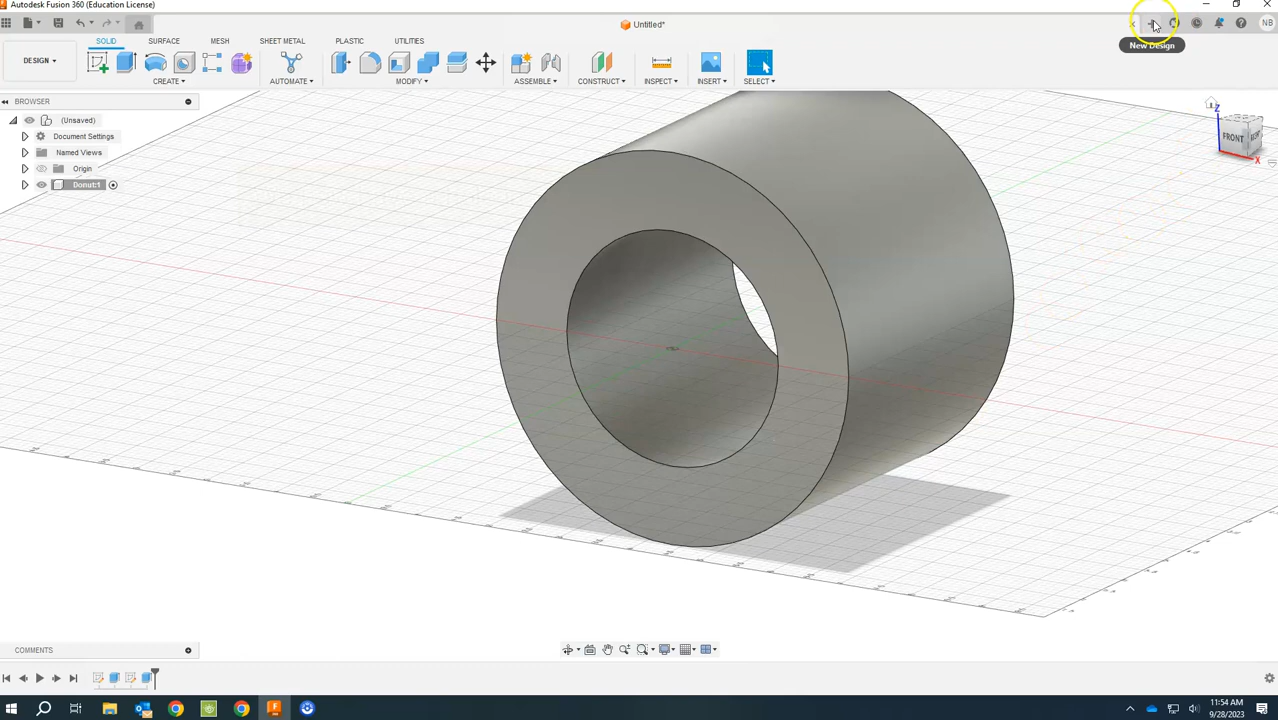 Autodesk Fusion 360 (Education License)
Untitled*
NB
New Design
SOLID SURFACE MESH SHEET METAL PLASTIC UTILITIES
DESIGN
CREATE AUTOMATE MODIFY ASSEMBLE CONSTRUCT INSPECT INSERT SELECT
BROWSER
(Unsaved)
Document Settings
Named Views
Origin
Donut:1
Z
FRONT
X
COMMENTS
11:54 AM
9/28/2023